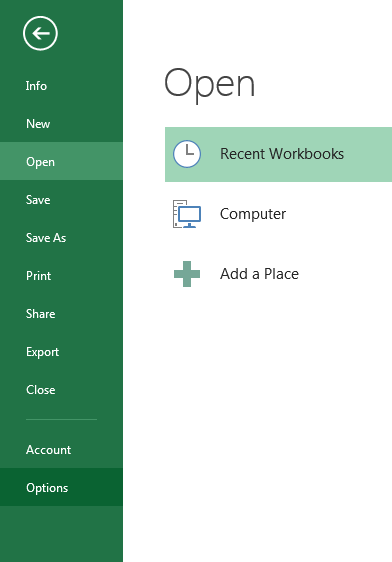 Info
New
Open
Save
Save As
Print
Share
Export
Close
Account
Options
Open
Recent Workbooks
Computer
Add a Place